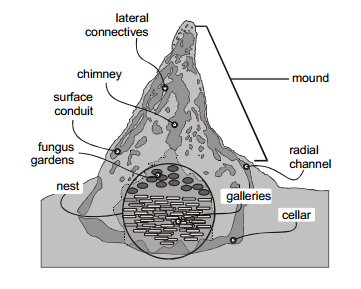 lateral
connectives
chimney
mound
surface
conduit
fungus
gardens
radial
channel
nest
galleries
cellar